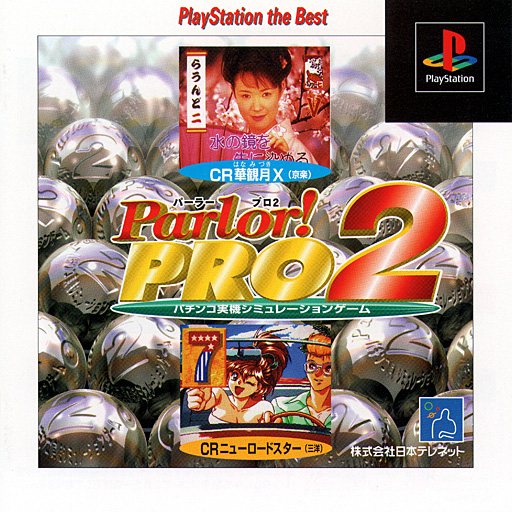 PlayStation the Best
PlayStation
らうんど二
水の鏡を
はなみづき
CR華観月X(京楽)
パーラー プロ2
Parlor!
PRO2
パチンコ実機シミュレーションゲーム
7
CRニューロードスター(三洋)
株式会社日本テレネット